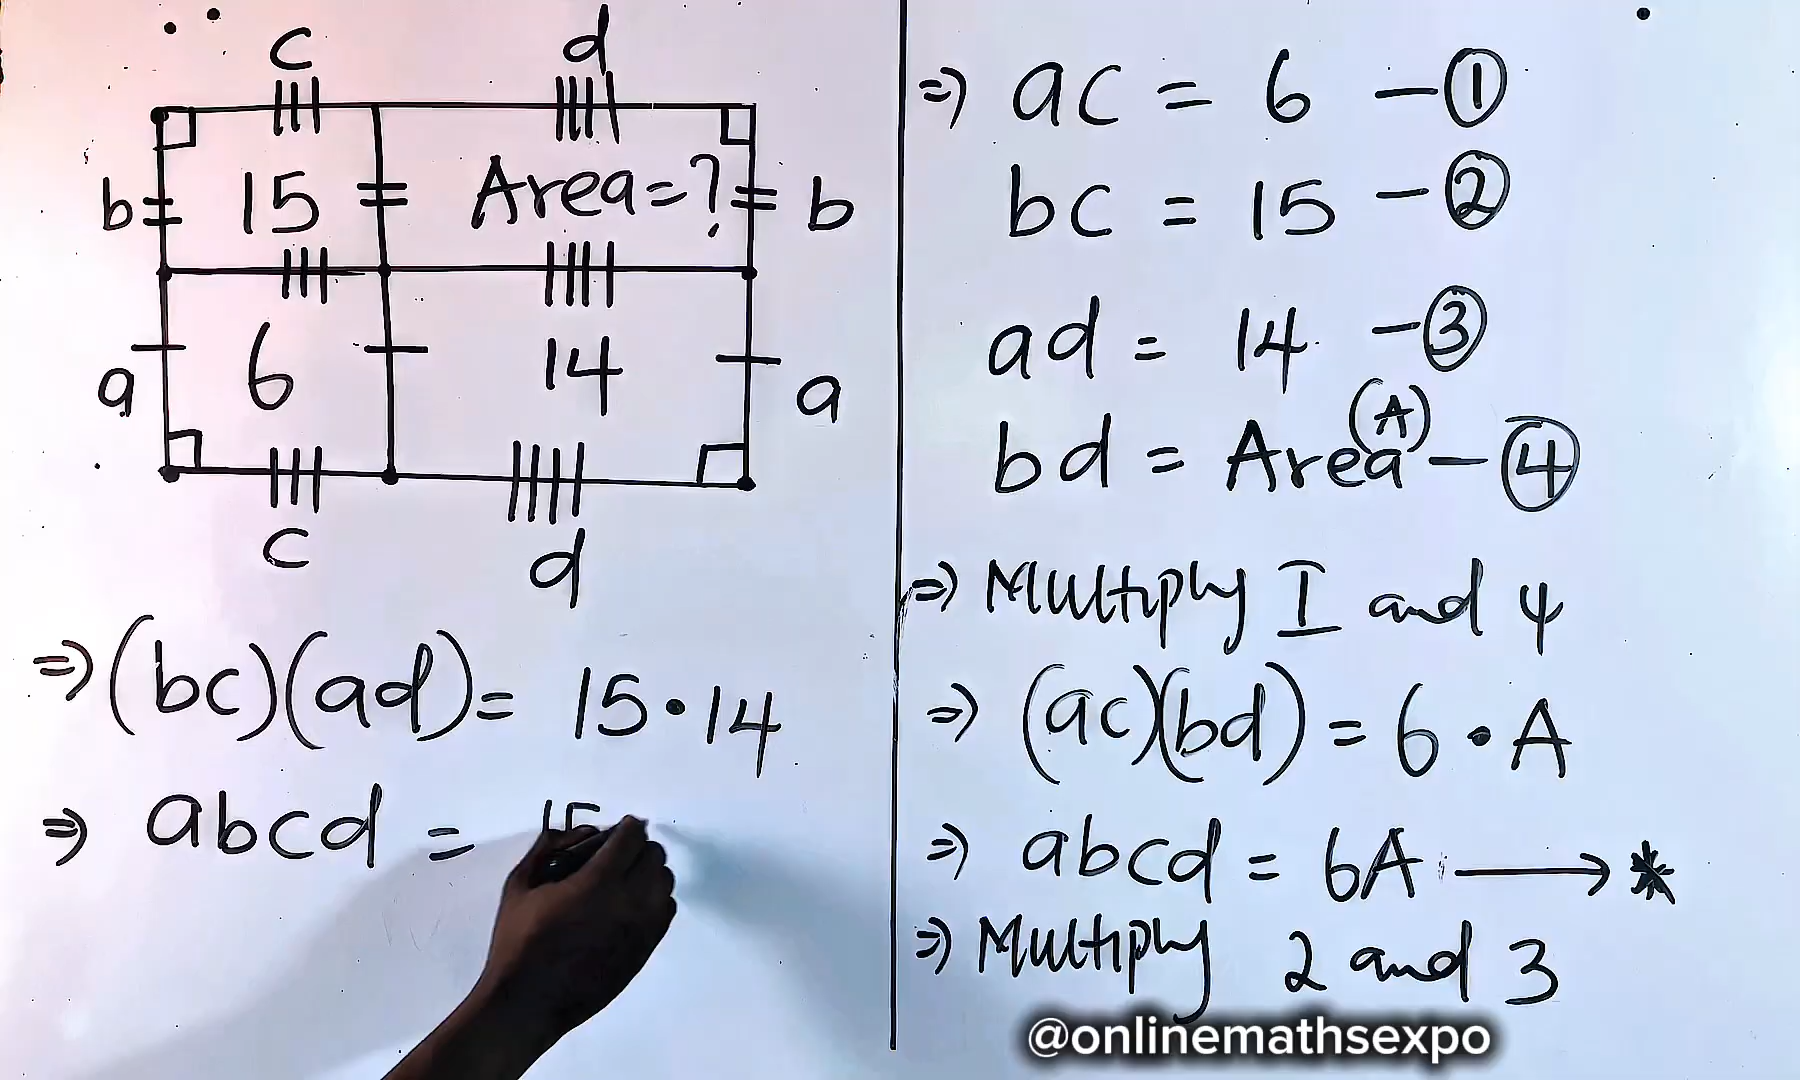 c d
b 15 Area=? b
a 6 14 a
c d
⇒ (bc)(ad) = 15·14
⇒ abcd = 15
⇒ ac = 6 – ①
bc = 15 – ②
ad = 14 – ③
(A)
bd = Area – ④
⇒ Multiply I and 4
⇒ (ac)(bd) = 6·A
⇒ abcd = 6A ⟶ *
⇒ Multiply 2 and 3
@onlinemathsexpo